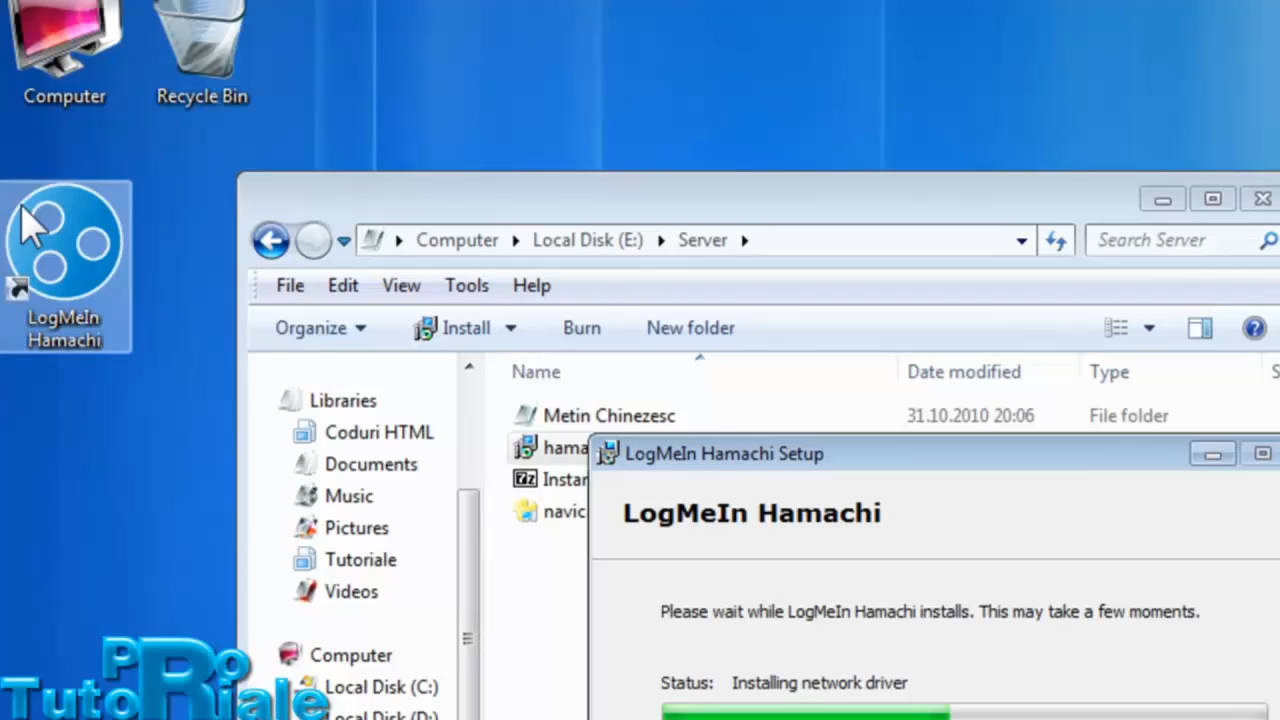 Computer
Recycle Bin
LogMeIn
Hamachi
Computer Local Disk (E:) Server
Search Server
File Edit View Tools Help
Organize Install Burn New folder
Name Date modified Type
Libraries
Coduri HTML
Documents
Music
Pictures
Tutoriale
Videos
Computer
Local Disk (C:)
Local Disk (D:)
Metin Chinezesc 31.10.2010 20:06 File folder
hama
Instar
navic
LogMeIn Hamachi Setup
LogMeIn Hamachi
Please wait while LogMeIn Hamachi installs. This may take a few moments.
Status: Installing network driver
PRO
Tutoriale